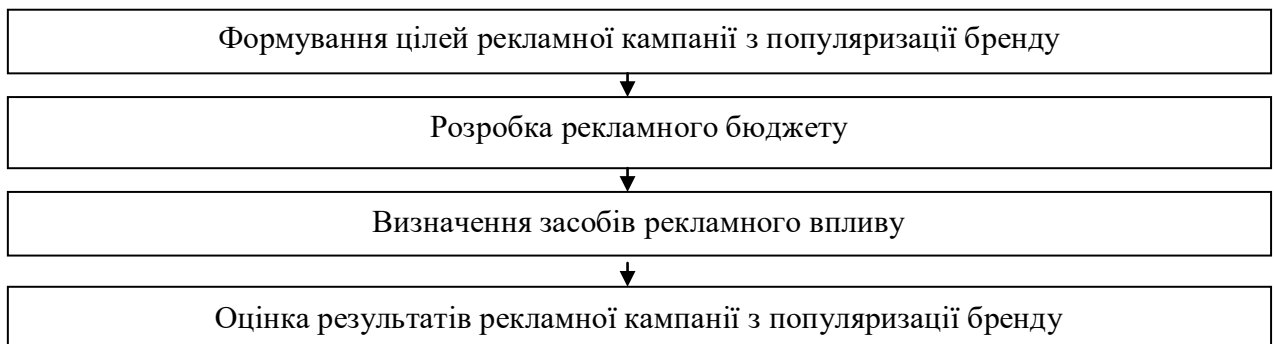 Формування цілей рекламної кампанії з популяризації бренду
Розробка рекламного бюджету
Визначення засобів рекламного впливу
Оцінка результатів рекламної кампанії з популяризації бренду